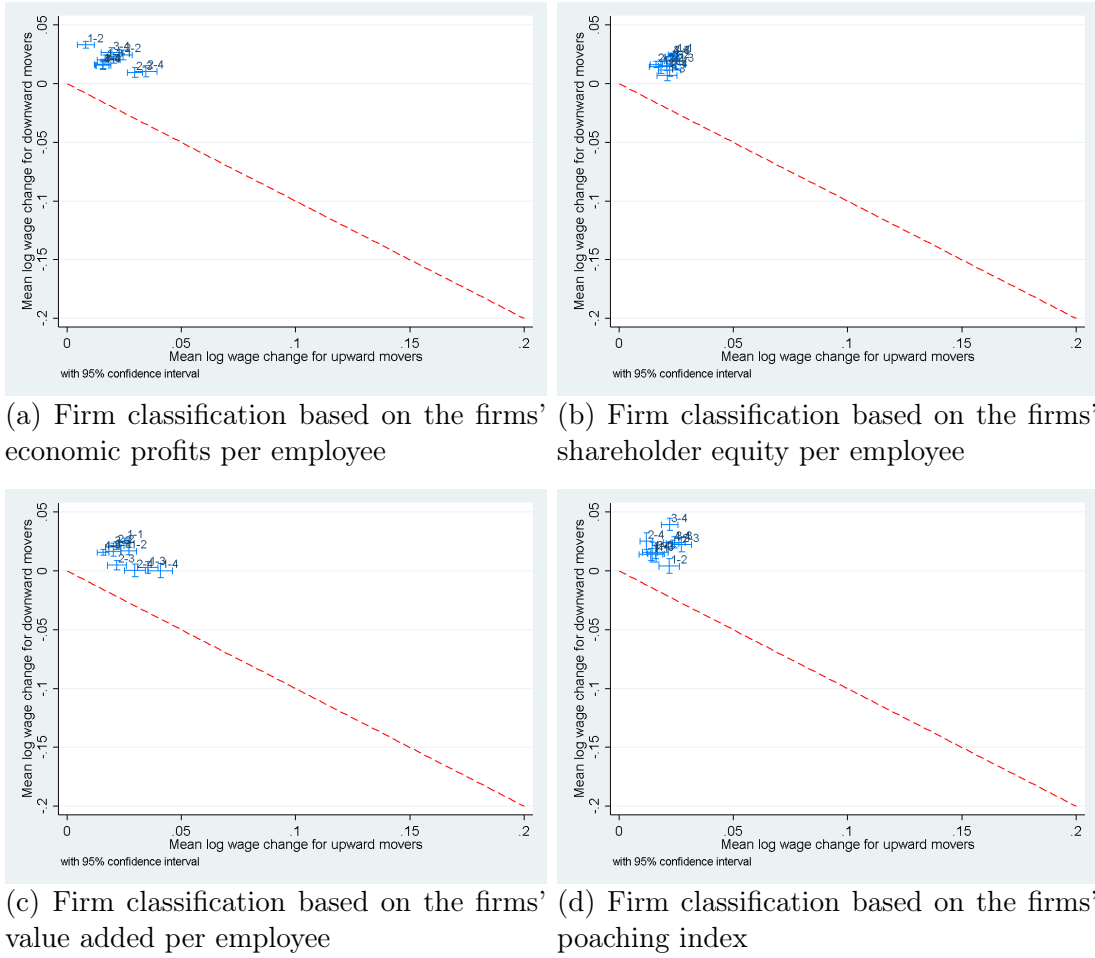 Mean log wage change for downward movers
.05
0
-.05
-.1
-.15
-.2
1-2
3-4
1-2
2-3
2-4
0
.05
.1
.15
.2
Mean log wage change for upward movers
with 95% confidence interval
(a) Firm classification based on the firms'
economic profits per employee
Mean log wage change for downward movers
.05
0
-.05
-.1
-.15
-.2
1-1
0
.05
.1
.15
.2
Mean log wage change for upward movers
with 95% confidence interval
(b) Firm classification based on the firms'
shareholder equity per employee
Mean log wage change for downward movers
.05
0
-.05
-.1
-.15
-.2
1-1
1-2
2-3
2-4
1-3
1-4
0
.05
.1
.15
.2
Mean log wage change for upward movers
with 95% confidence interval
(c) Firm classification based on the firms'
value added per employee
Mean log wage change for downward movers
.05
0
-.05
-.1
-.15
-.2
3-4
2-4
1-2
0
.05
.1
.15
.2
Mean log wage change for upward movers
with 95% confidence interval
(d) Firm classification based on the firms'
poaching index